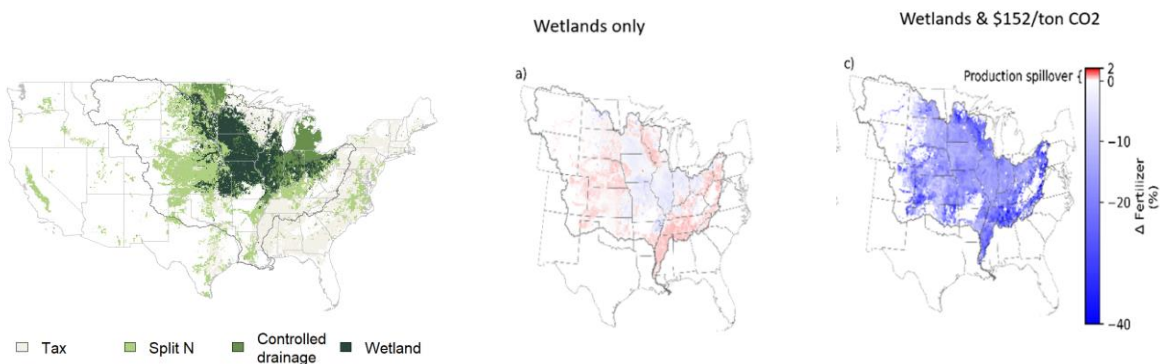 Wetlands only
Wetlands & $152/ton CO2
a)
c)
Production spillover {
2
0
−10
−20
−40
Δ Fertilizer
(%)
Tax
Split N
Controlled
drainage
Wetland